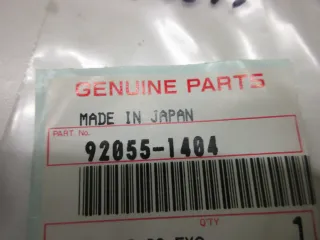 GENUINE PARTS
MADE IN JAPAN
PART. No.
92055-1404
Q'TY
1